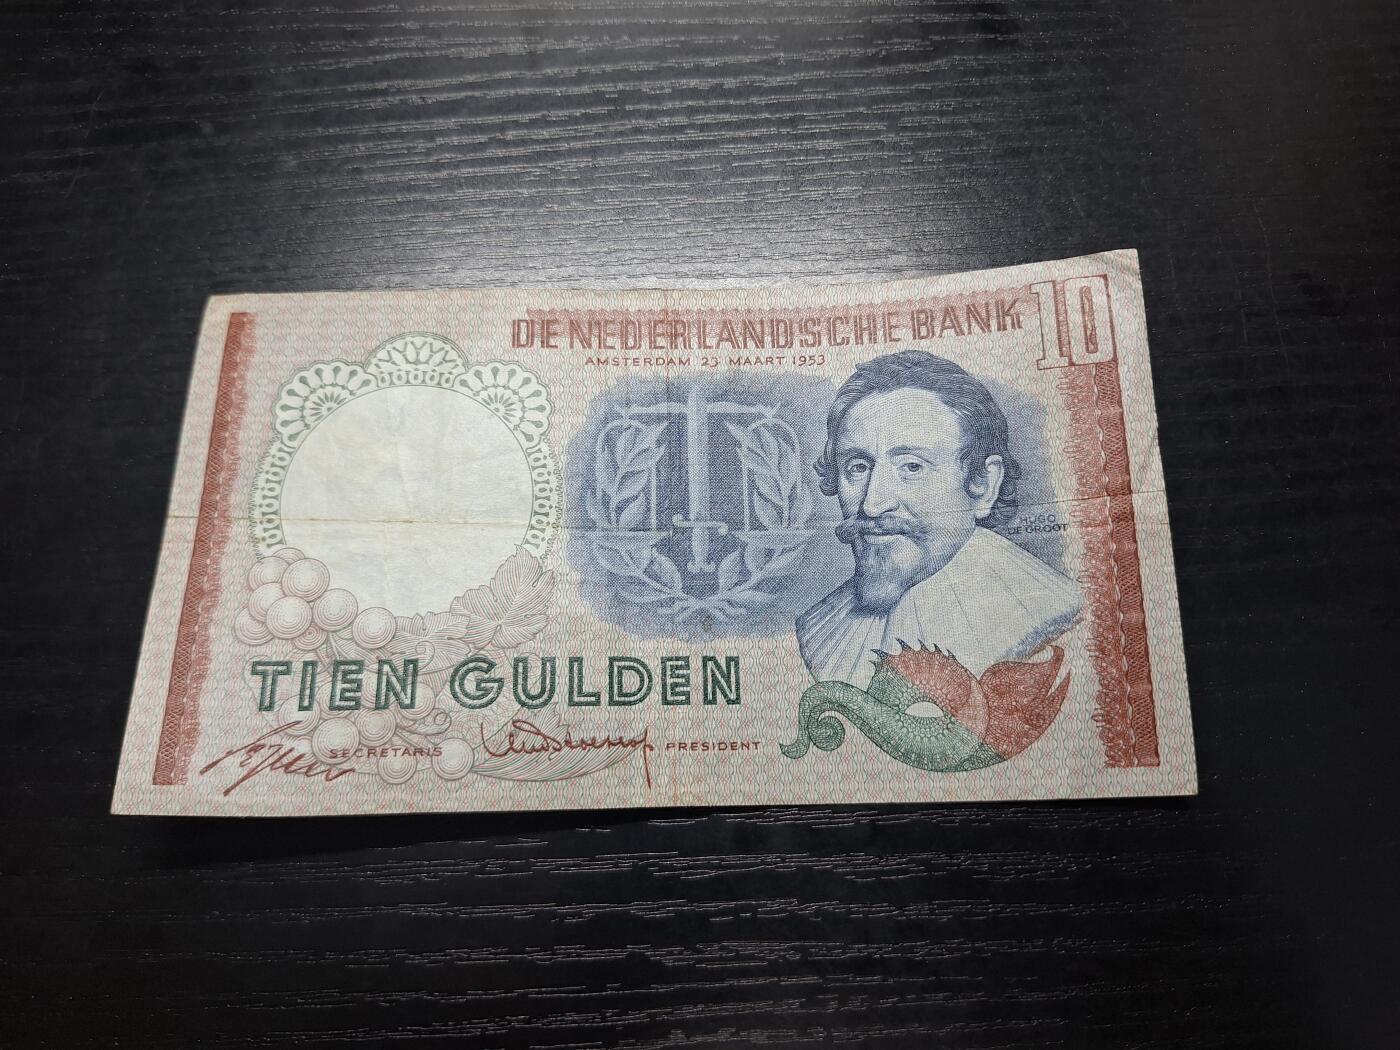 DE NEDERLANDSCHE BANK 10
AMSTERDAM 23 MAART 1953
HUGO
DE GROOT
TIEN GULDEN
SECRETARIS PRESIDENT